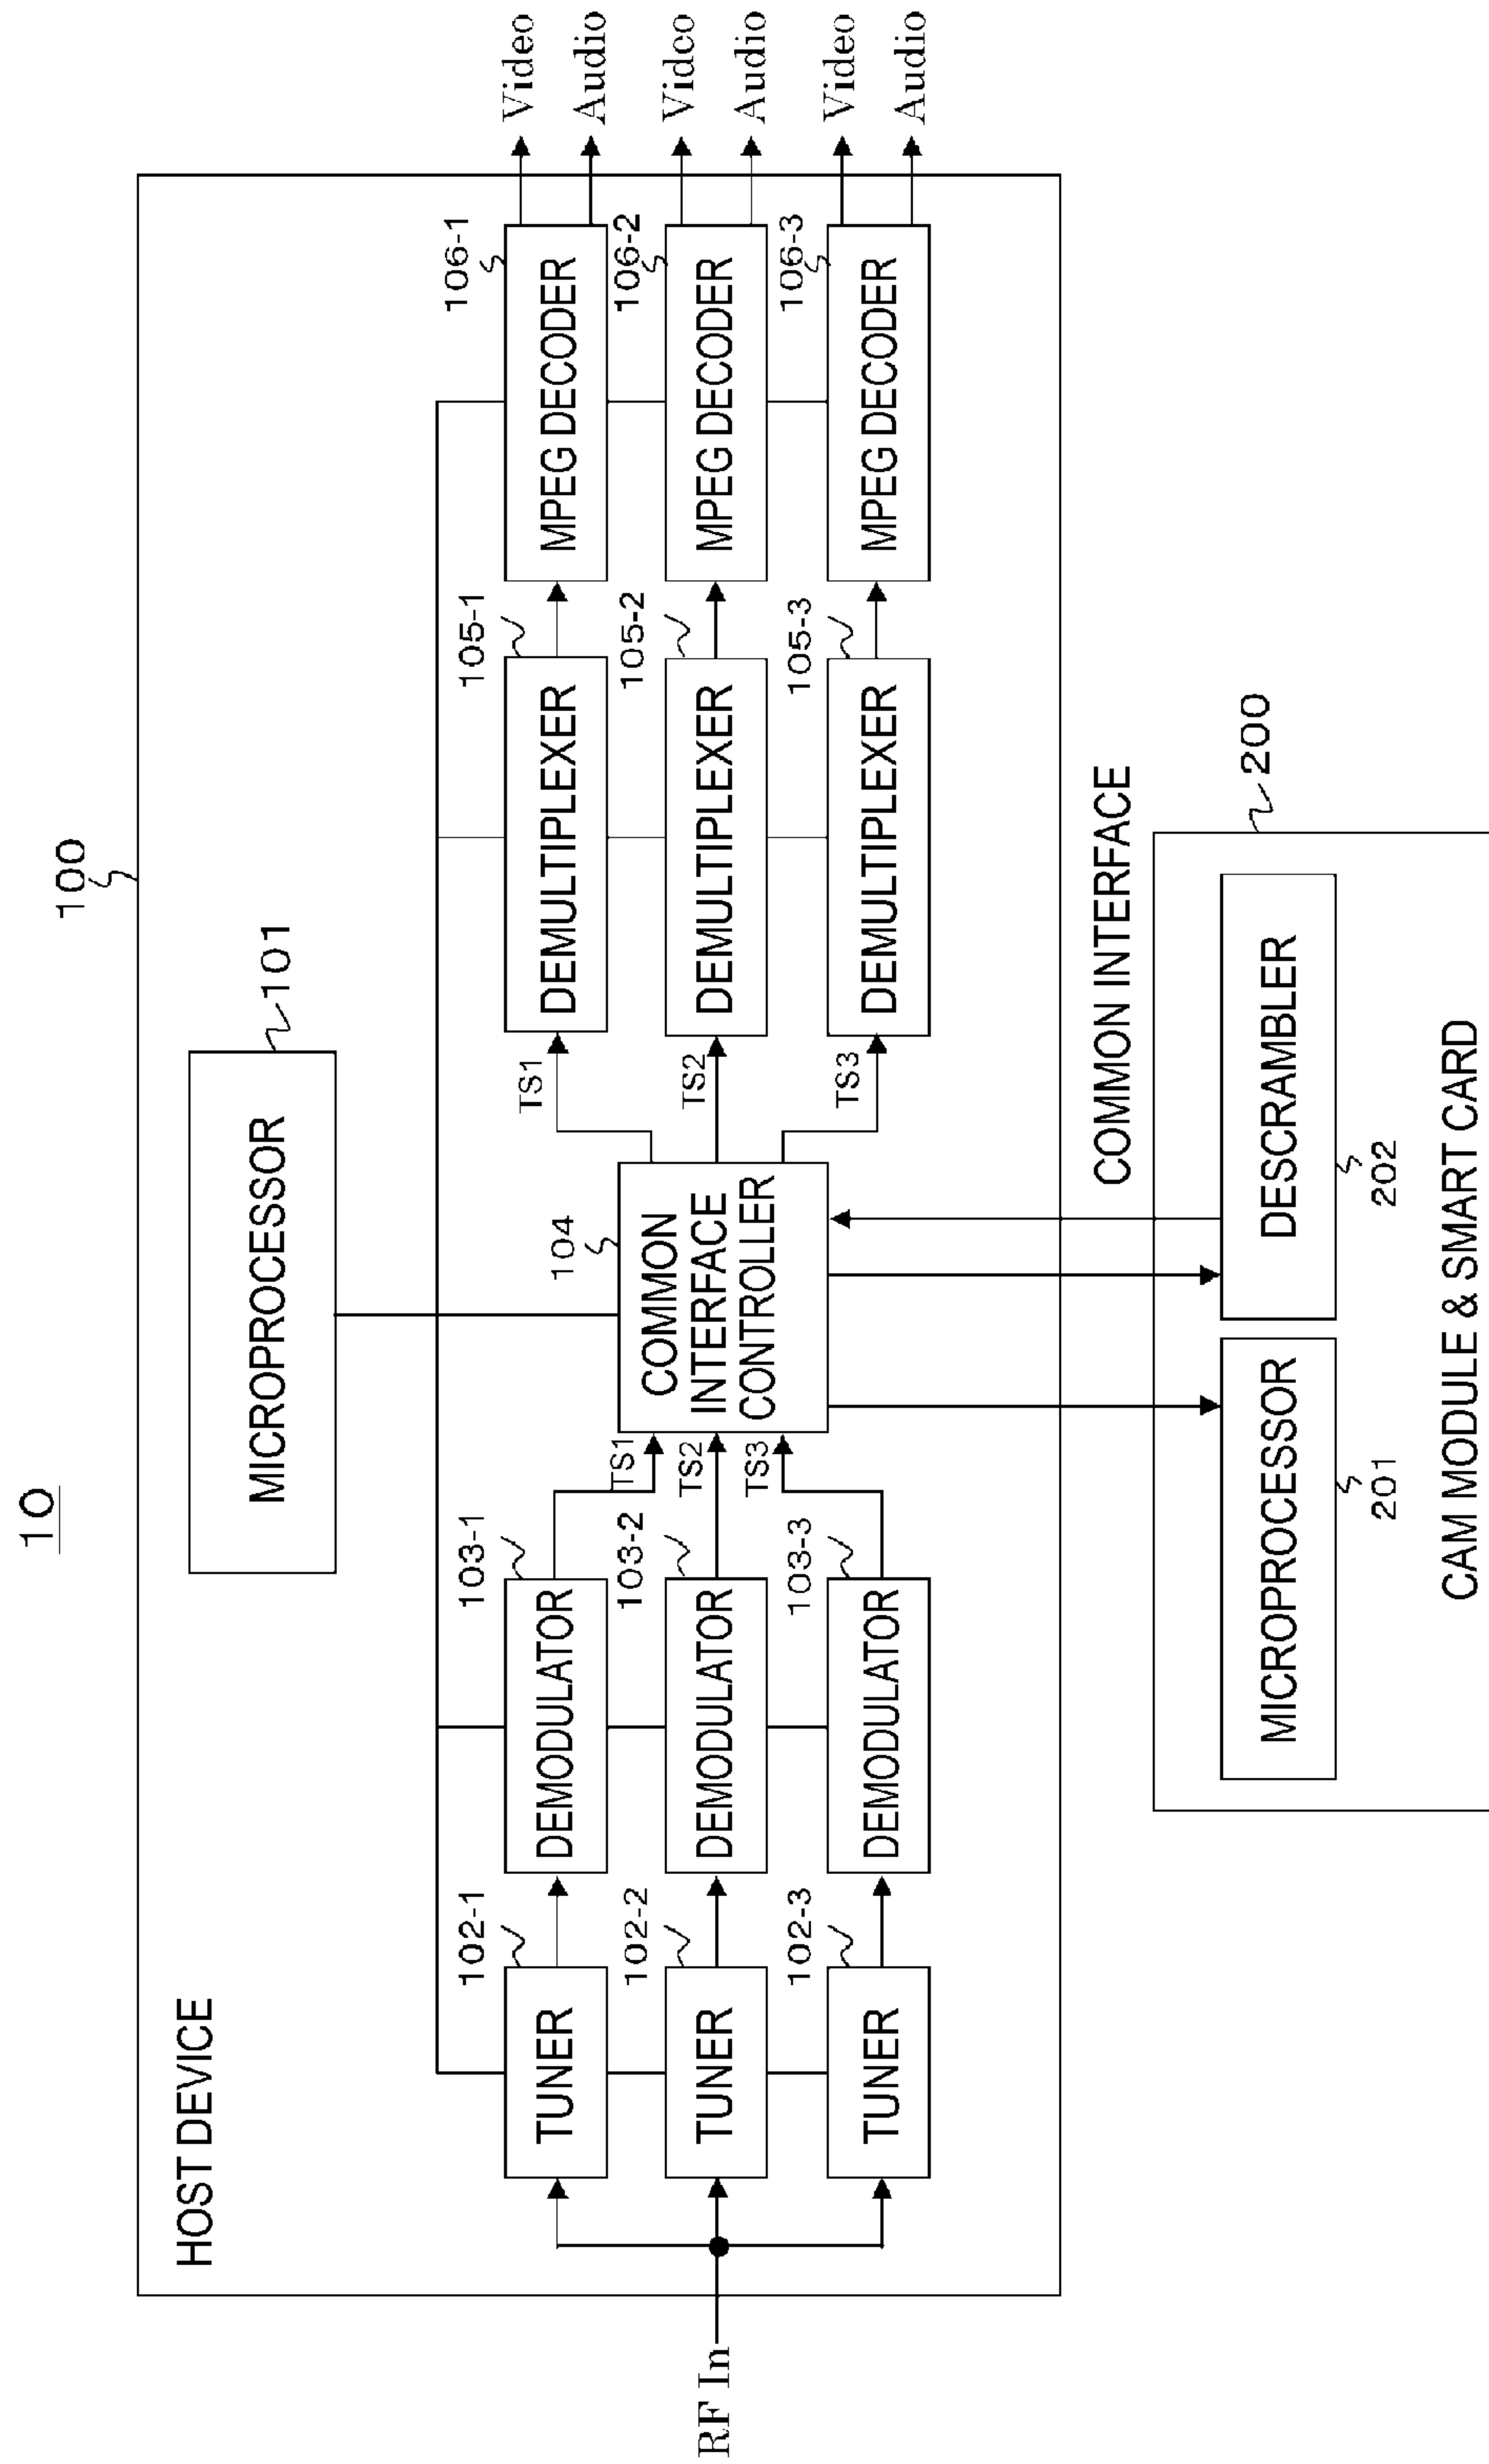 10
100
HOST DEVICE
MICROPROCESSOR
101
RF In
102-1
TUNER
102-2
TUNER
102-3
TUNER
103-1
DEMODULATOR
103-2
DEMODULATOR
103-3
DEMODULATOR
TS1
TS2
TS3
104
COMMON
INTERFACE
CONTROLLER
TS1
TS2
TS3
105-1
DEMULTIPLEXER
105-2
DEMULTIPLEXER
105-3
DEMULTIPLEXER
106-1
MPEG DECODER
106-2
MPEG DECODER
106-3
MPEG DECODER
Video
Audio
Video
Audio
Video
Audio
COMMON INTERFACE
200
MICROPROCESSOR
201
DESCRAMBLER
202
CAM MODULE & SMART CARD